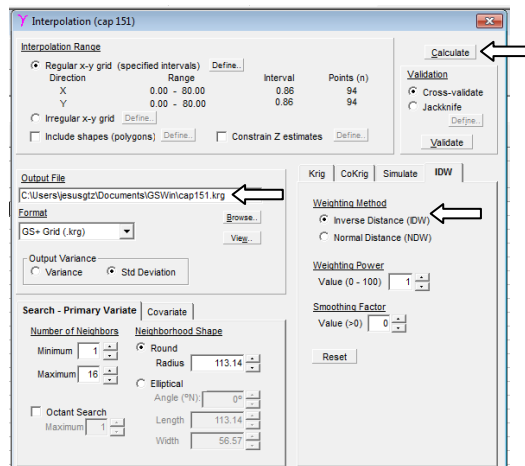 Interpolation (cap 151)
Interpolation Range
Regular x-y grid (specified intervals) Define..
Direction Range Interval Points (n)
X 0.00 - 80.00 0.86 94
Y 0.00 - 80.00 0.86 94
Irregular x-y grid Define..
Include shapes (polygons) Define.. Constrain Z estimates Define..
Calculate
Validation
Cross-validate
Jackknife
Define..
Validate
Output File
C:\Users\jesusgtz\Documents\GSWin\cap151.krg
Format
Browse..
GS+ Grid (.krg)
View..
Output Variance
Variance Std Deviation
Search - Primary Variate Covariate
Number of Neighbors Neighborhood Shape
Minimum 1 Round
Radius 113.14
Maximum 16
Elliptical
Angle (ºN): 0º
Octant Search
Length 113.14
Maximum 1
Width 56.57
Krig CoKrig Simulate IDW
Weighting Method
Inverse Distance (IDW)
Normal Distance (NDW)
Weighting Power
Value (0 - 100) 1
Smoothing Factor
Value (>0) 0
Reset